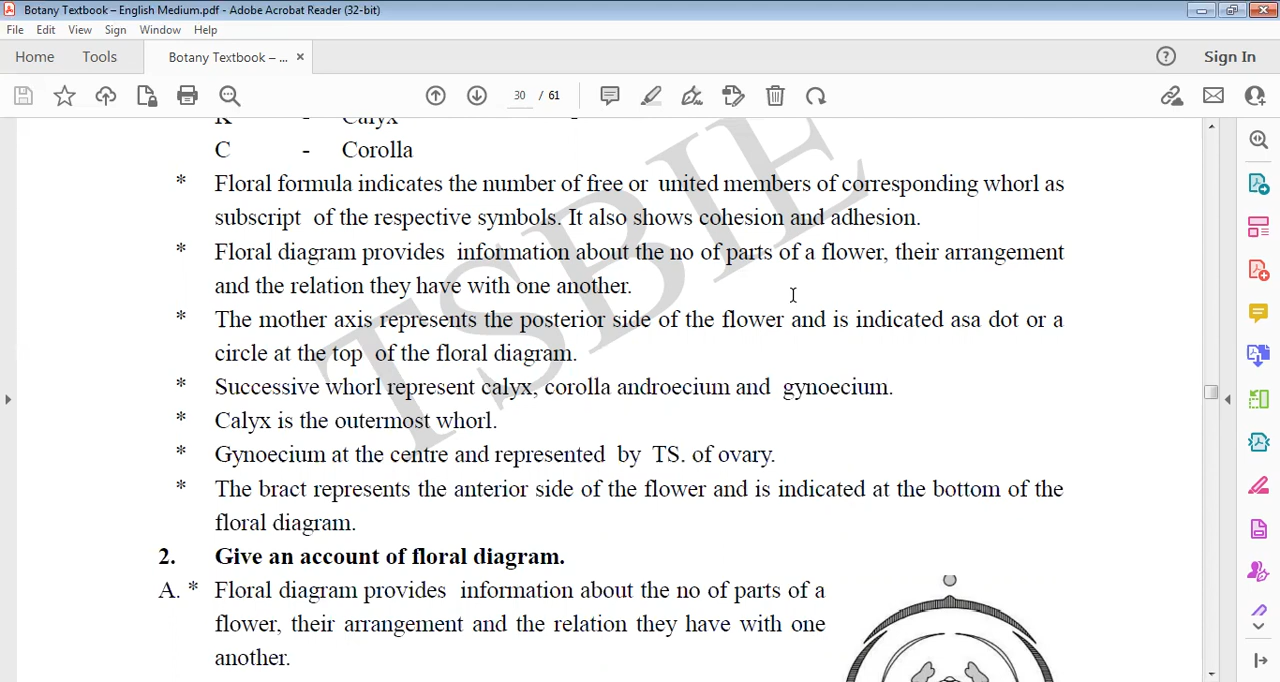 Botany Textbook – English Medium.pdf - Adobe Acrobat Reader (32-bit)
File Edit View Sign Window Help
Home Tools Botany Textbook – ... × Sign In
30 / 61
K - Calyx -
C - Corolla
* Floral formula indicates the number of free or united members of corresponding whorl as
subscript of the respective symbols. It also shows cohesion and adhesion.
* Floral diagram provides information about the no of parts of a flower, their arrangement
and the relation they have with one another.
* The mother axis represents the posterior side of the flower and is indicated asa dot or a
circle at the top of the floral diagram.
* Successive whorl represent calyx, corolla androecium and gynoecium.
* Calyx is the outermost whorl.
* Gynoecium at the centre and represented by TS. of ovary.
* The bract represents the anterior side of the flower and is indicated at the bottom of the
floral diagram.
2. Give an account of floral diagram.
A. * Floral diagram provides information about the no of parts of a
flower, their arrangement and the relation they have with one
another.
TSBIE